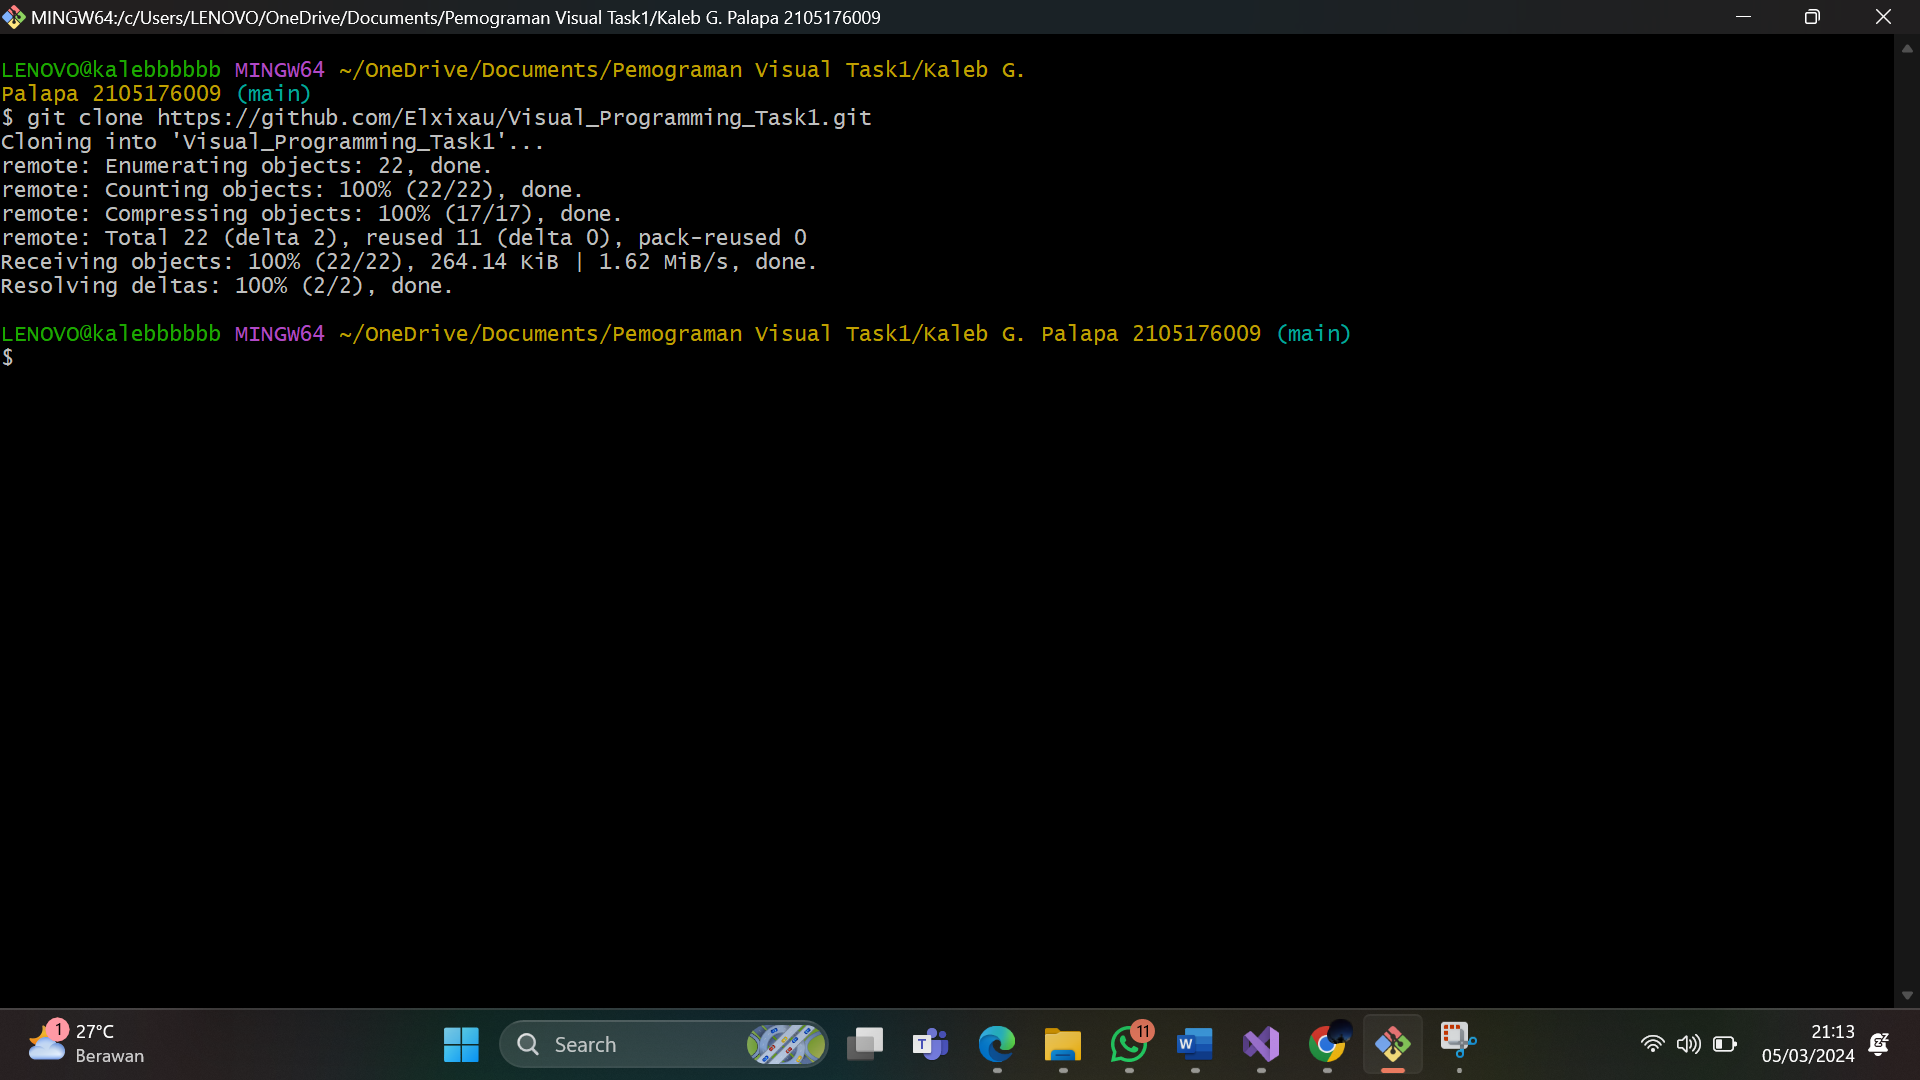 MINGW64:/c/Users/LENOVO/OneDrive/Documents/Pemograman Visual Task1/Kaleb G. Palapa 2105176009
LENOVO@kalebbbbbb MINGW64 ~/OneDrive/Documents/Pemograman Visual Task1/Kaleb G.
Palapa 2105176009 (main)
$ git clone https://github.com/Elxixau/Visual_Programming_Task1.git
Cloning into 'Visual_Programming_Task1'...
remote: Enumerating objects: 22, done.
remote: Counting objects: 100% (22/22), done.
remote: Compressing objects: 100% (17/17), done.
remote: Total 22 (delta 2), reused 11 (delta 0), pack-reused 0
Receiving objects: 100% (22/22), 264.14 KiB | 1.62 MiB/s, done.
Resolving deltas: 100% (2/2), done.
LENOVO@kalebbbbbb MINGW64 ~/OneDrive/Documents/Pemograman Visual Task1/Kaleb G. Palapa 2105176009 (main)
$
1
27°C
Berawan
Search
T
11
W
21:13
05/03/2024